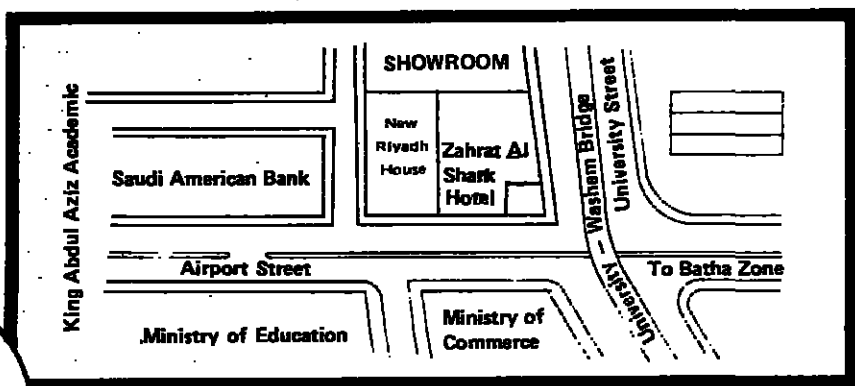 SHOWROOM
New
Riyadh
House
Zahrat Al
Shark
Hotel
Saudi American Bank
King Abdul Aziz Academic
University - Washem Bridge
University Street
Airport Street
To Batha Zone
.Ministry of Education
Ministry of
Commerce